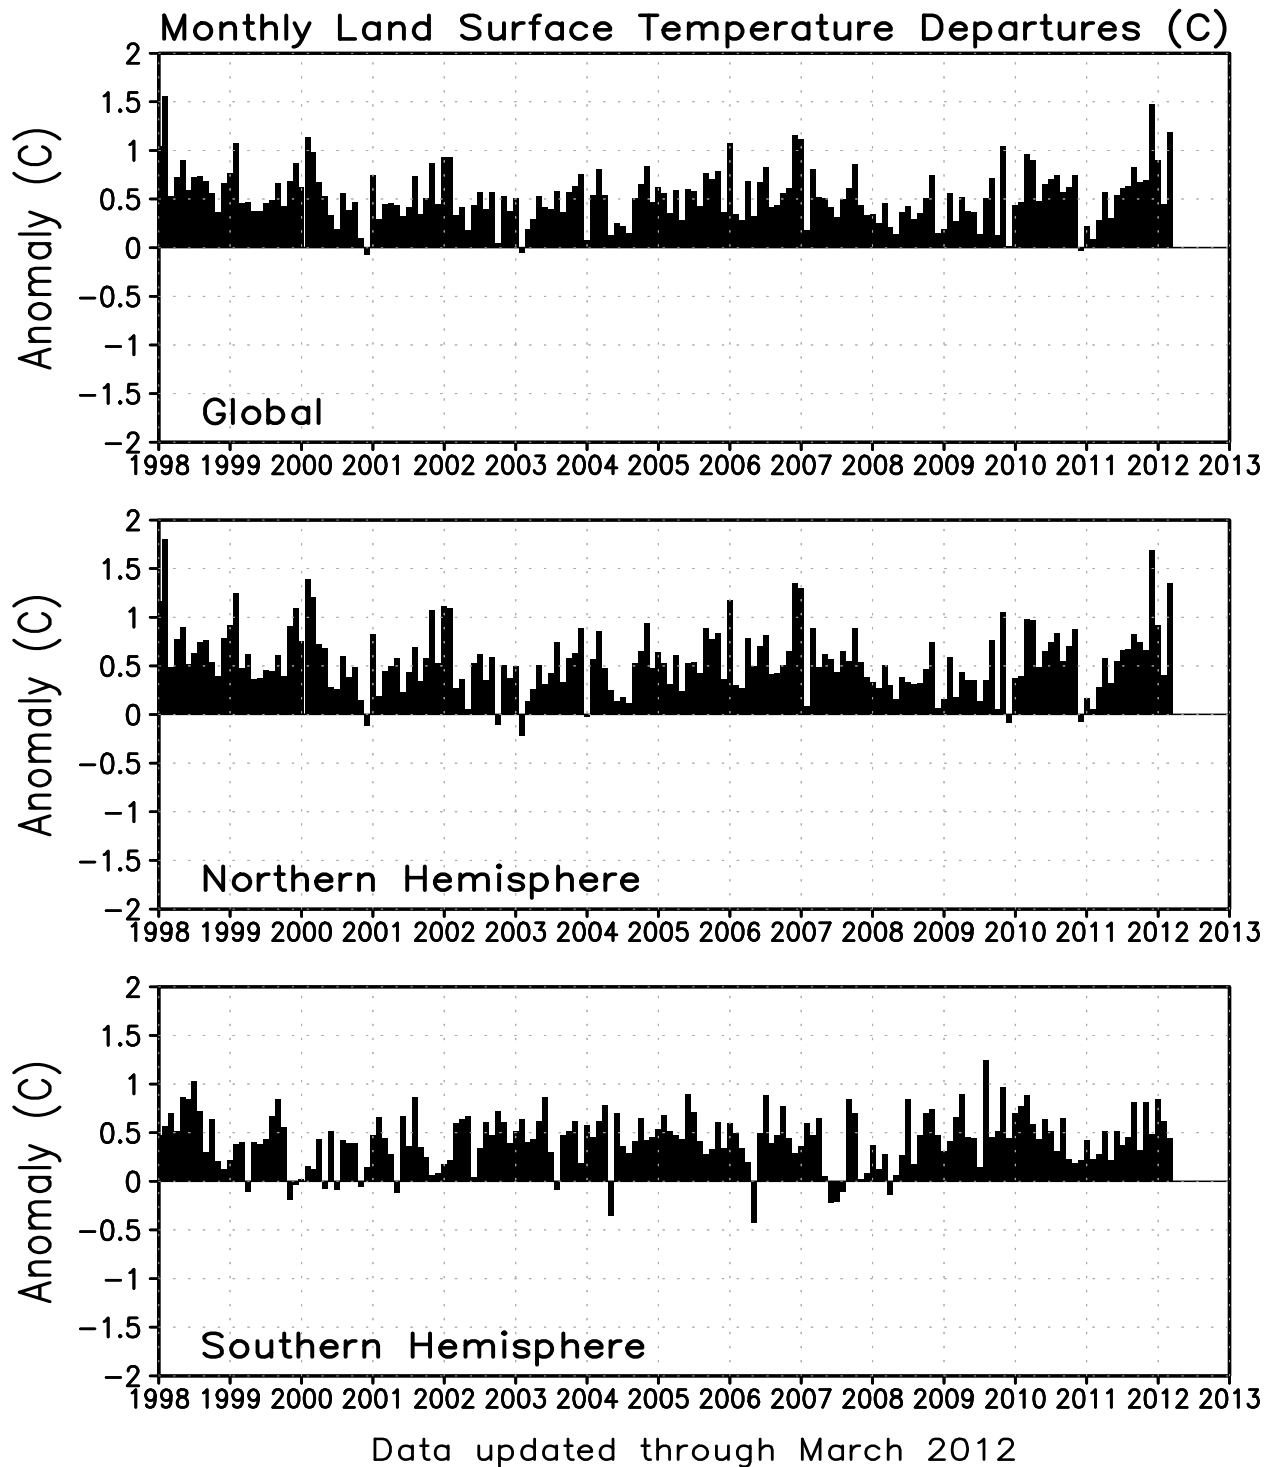 Monthly Land Surface Temperature Departures (C)
Anomaly (C)
2
1.5
1
0.5
0
−0.5
−1
−1.5
−2
Global
1998 1999 2000 2001 2002 2003 2004 2005 2006 2007 2008 2009 2010 2011 2012 2013
Anomaly (C)
2
1.5
1
0.5
0
−0.5
−1
−1.5
−2
Northern Hemisphere
1998 1999 2000 2001 2002 2003 2004 2005 2006 2007 2008 2009 2010 2011 2012 2013
Anomaly (C)
2
1.5
1
0.5
0
−0.5
−1
−1.5
−2
Southern Hemisphere
1998 1999 2000 2001 2002 2003 2004 2005 2006 2007 2008 2009 2010 2011 2012 2013
Data updated through March 2012